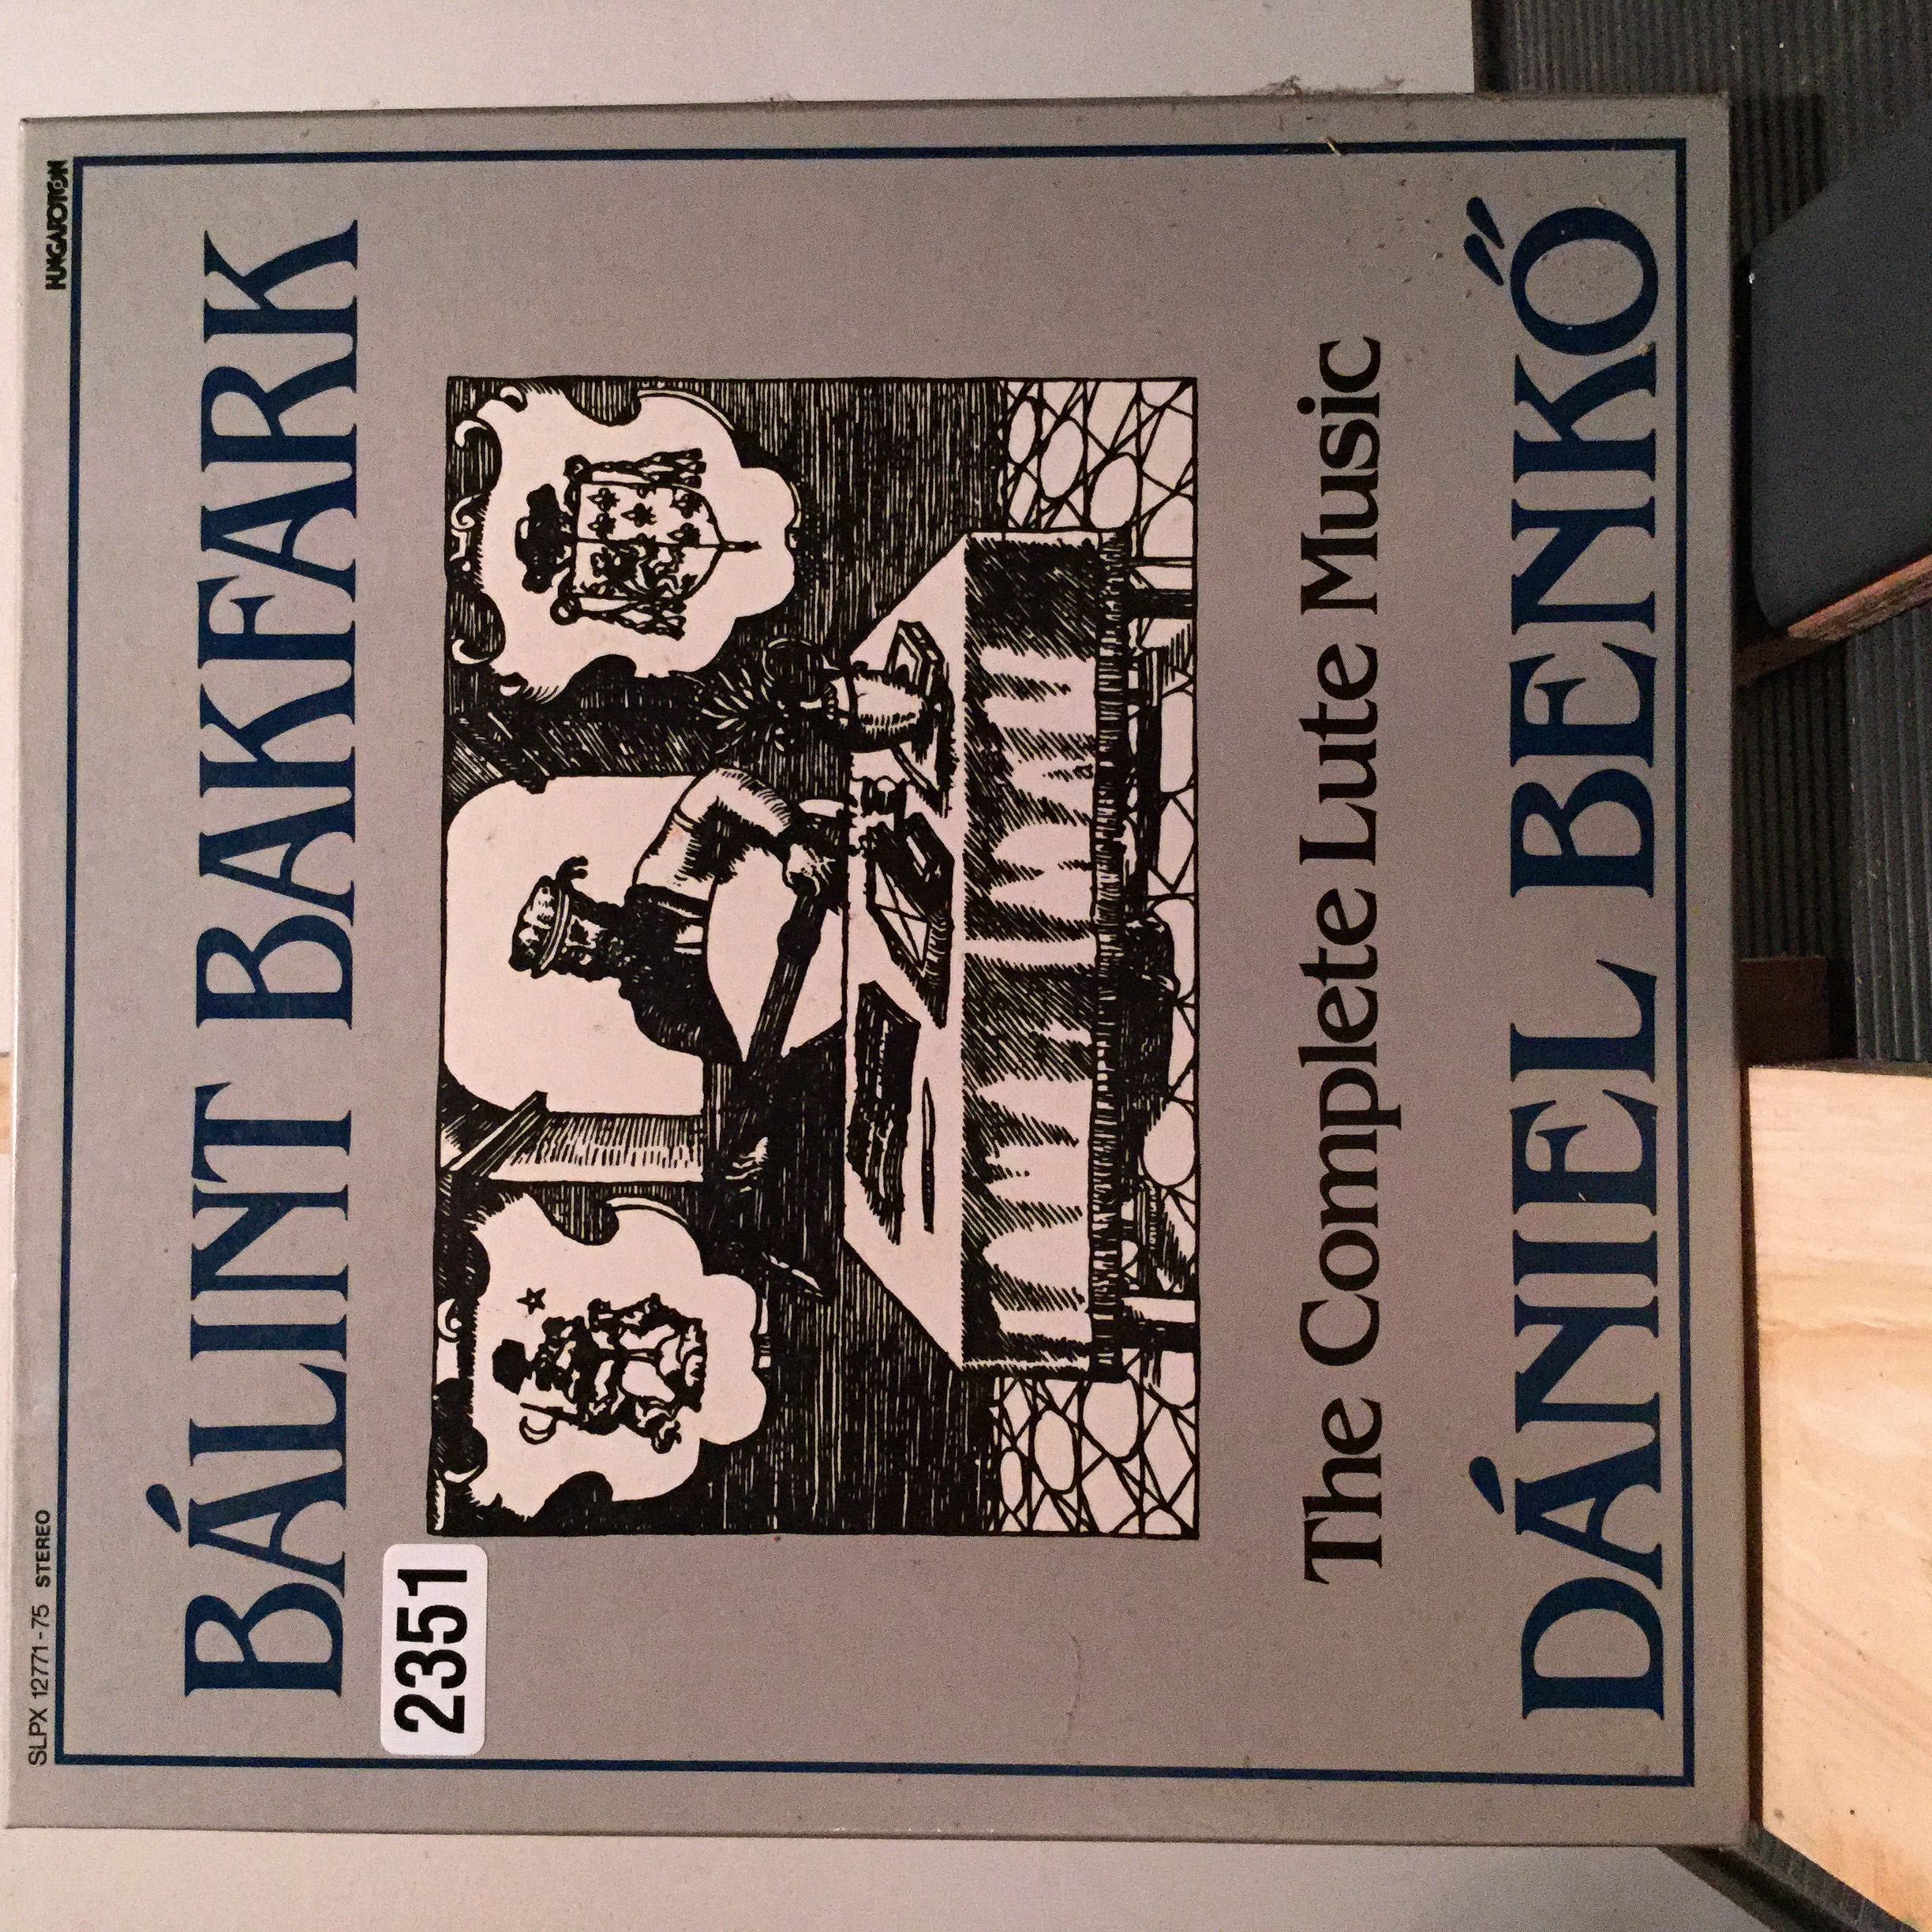 SLPX 12771-75 STEREO
HUNGAROTON
BÁLINT BAKFARK
2351
The Complete Lute Music
DÁNIEL BENKŐ